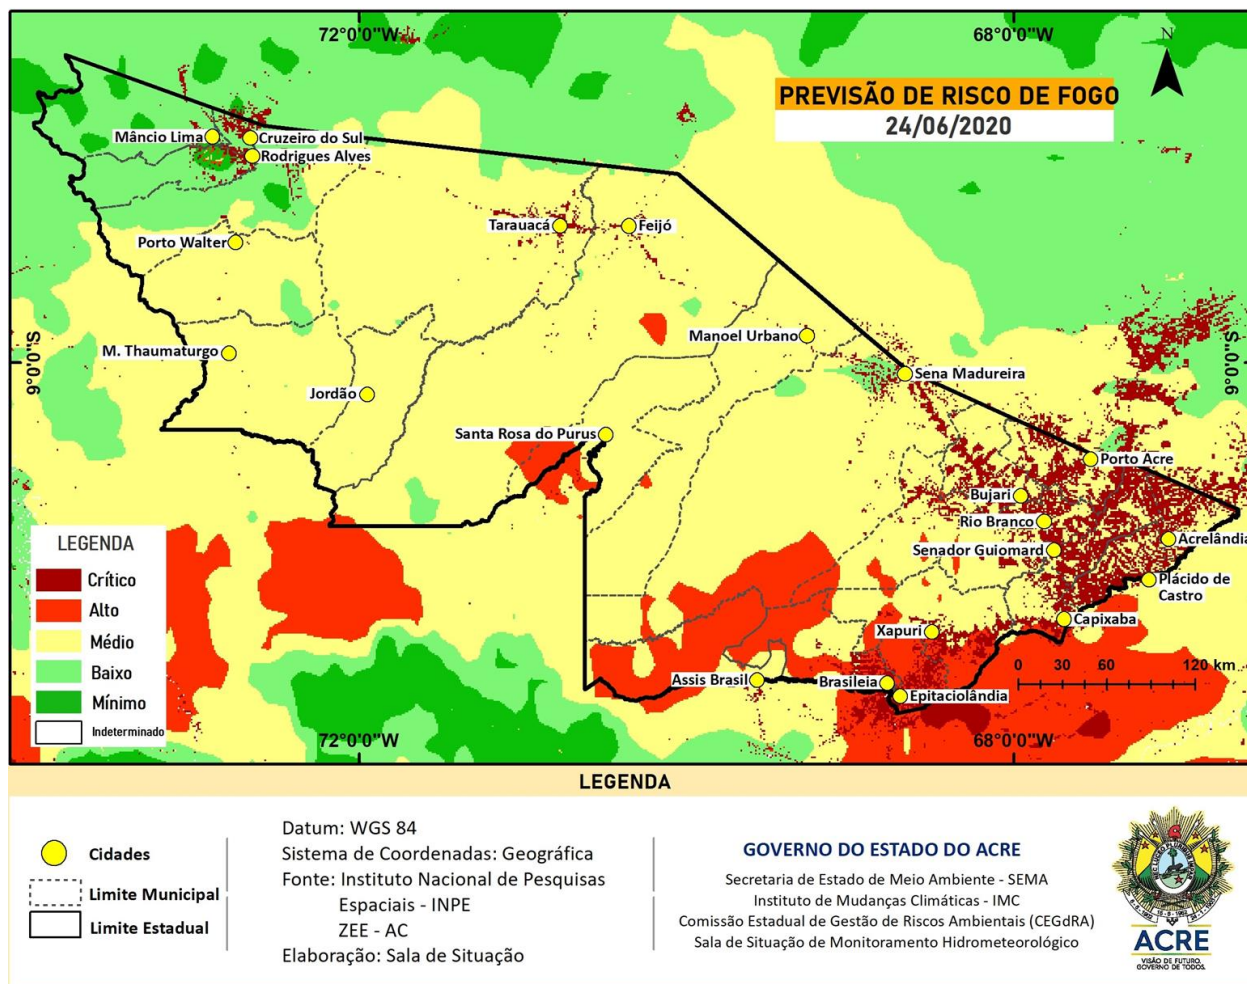 72°0'0"W
68°0'0"W
N
PREVISÃO DE RISCO DE FOGO
24/06/2020
Mâncio Lima
Cruzeiro do Sul
Rodrigues Alves
Tarauacá
Feijó
Porto Walter
Manoel Urbano
9°0'0"S
9°0'0"S
M. Thaumaturgo
Sena Madureira
Jordão
Santa Rosa do Purus
Porto Acre
Bujari
Rio Branco
Acrelândia
Senador Guiomard
Plácido de
Castro
Capixaba
Xapuri
Assis Brasil
Brasileia
Epitaciolândia
0 30 60 120 km
LEGENDA
Crítico
Alto
Médio
Baixo
Mínimo
Indeterminado
72°0'0"W
68°0'0"W
LEGENDA
Cidades
Limite Municipal
Limite Estadual
Datum: WGS 84
Sistema de Coordenadas: Geográfica
Fonte: Instituto Nacional de Pesquisas
Espaciais - INPE
ZEE - AC
Elaboração: Sala de Situação
GOVERNO DO ESTADO DO ACRE
Secretaria de Estado de Meio Ambiente - SEMA
Instituto de Mudanças Climáticas - IMC
Comissão Estadual de Gestão de Riscos Ambientais (CEGdRA)
Sala de Situação de Monitoramento Hidrometeorológico
ACRE
VISÃO DE FUTURO.
GOVERNO DE TODOS.